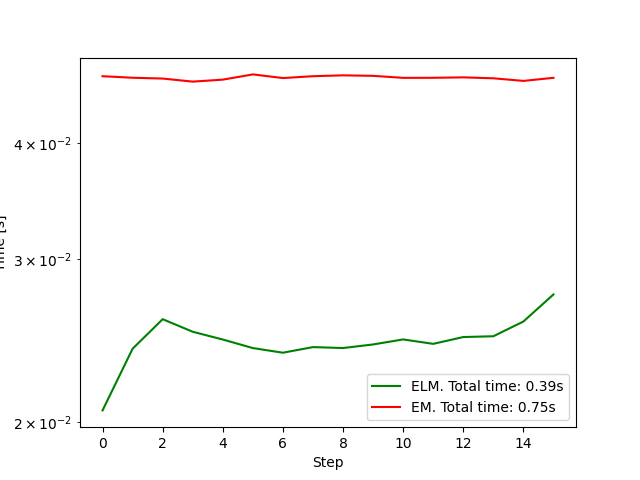 4 × 10⁻²
3 × 10⁻²
2 × 10⁻²
Time [s]
0 2 4 6 8 10 12 14
Step
ELM. Total time: 0.39s
EM. Total time: 0.75s